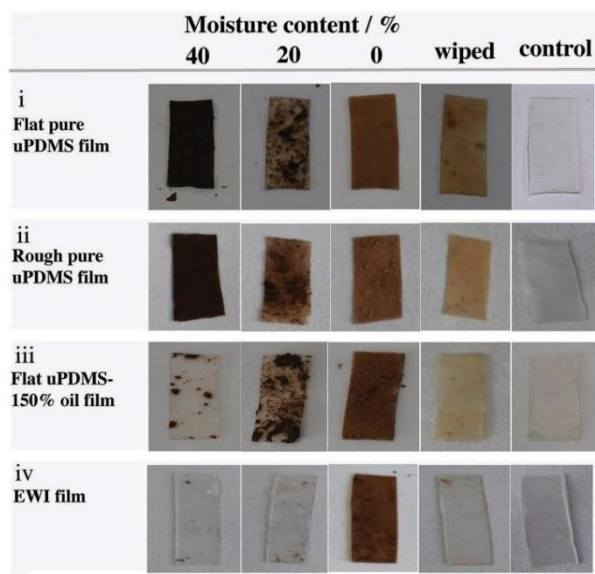 Moisture content / %
40 20 0 wiped control
i
Flat pure
uPDMS film
ii
Rough pure
uPDMS film
iii
Flat uPDMS-
150% oil film
iv
EWI film